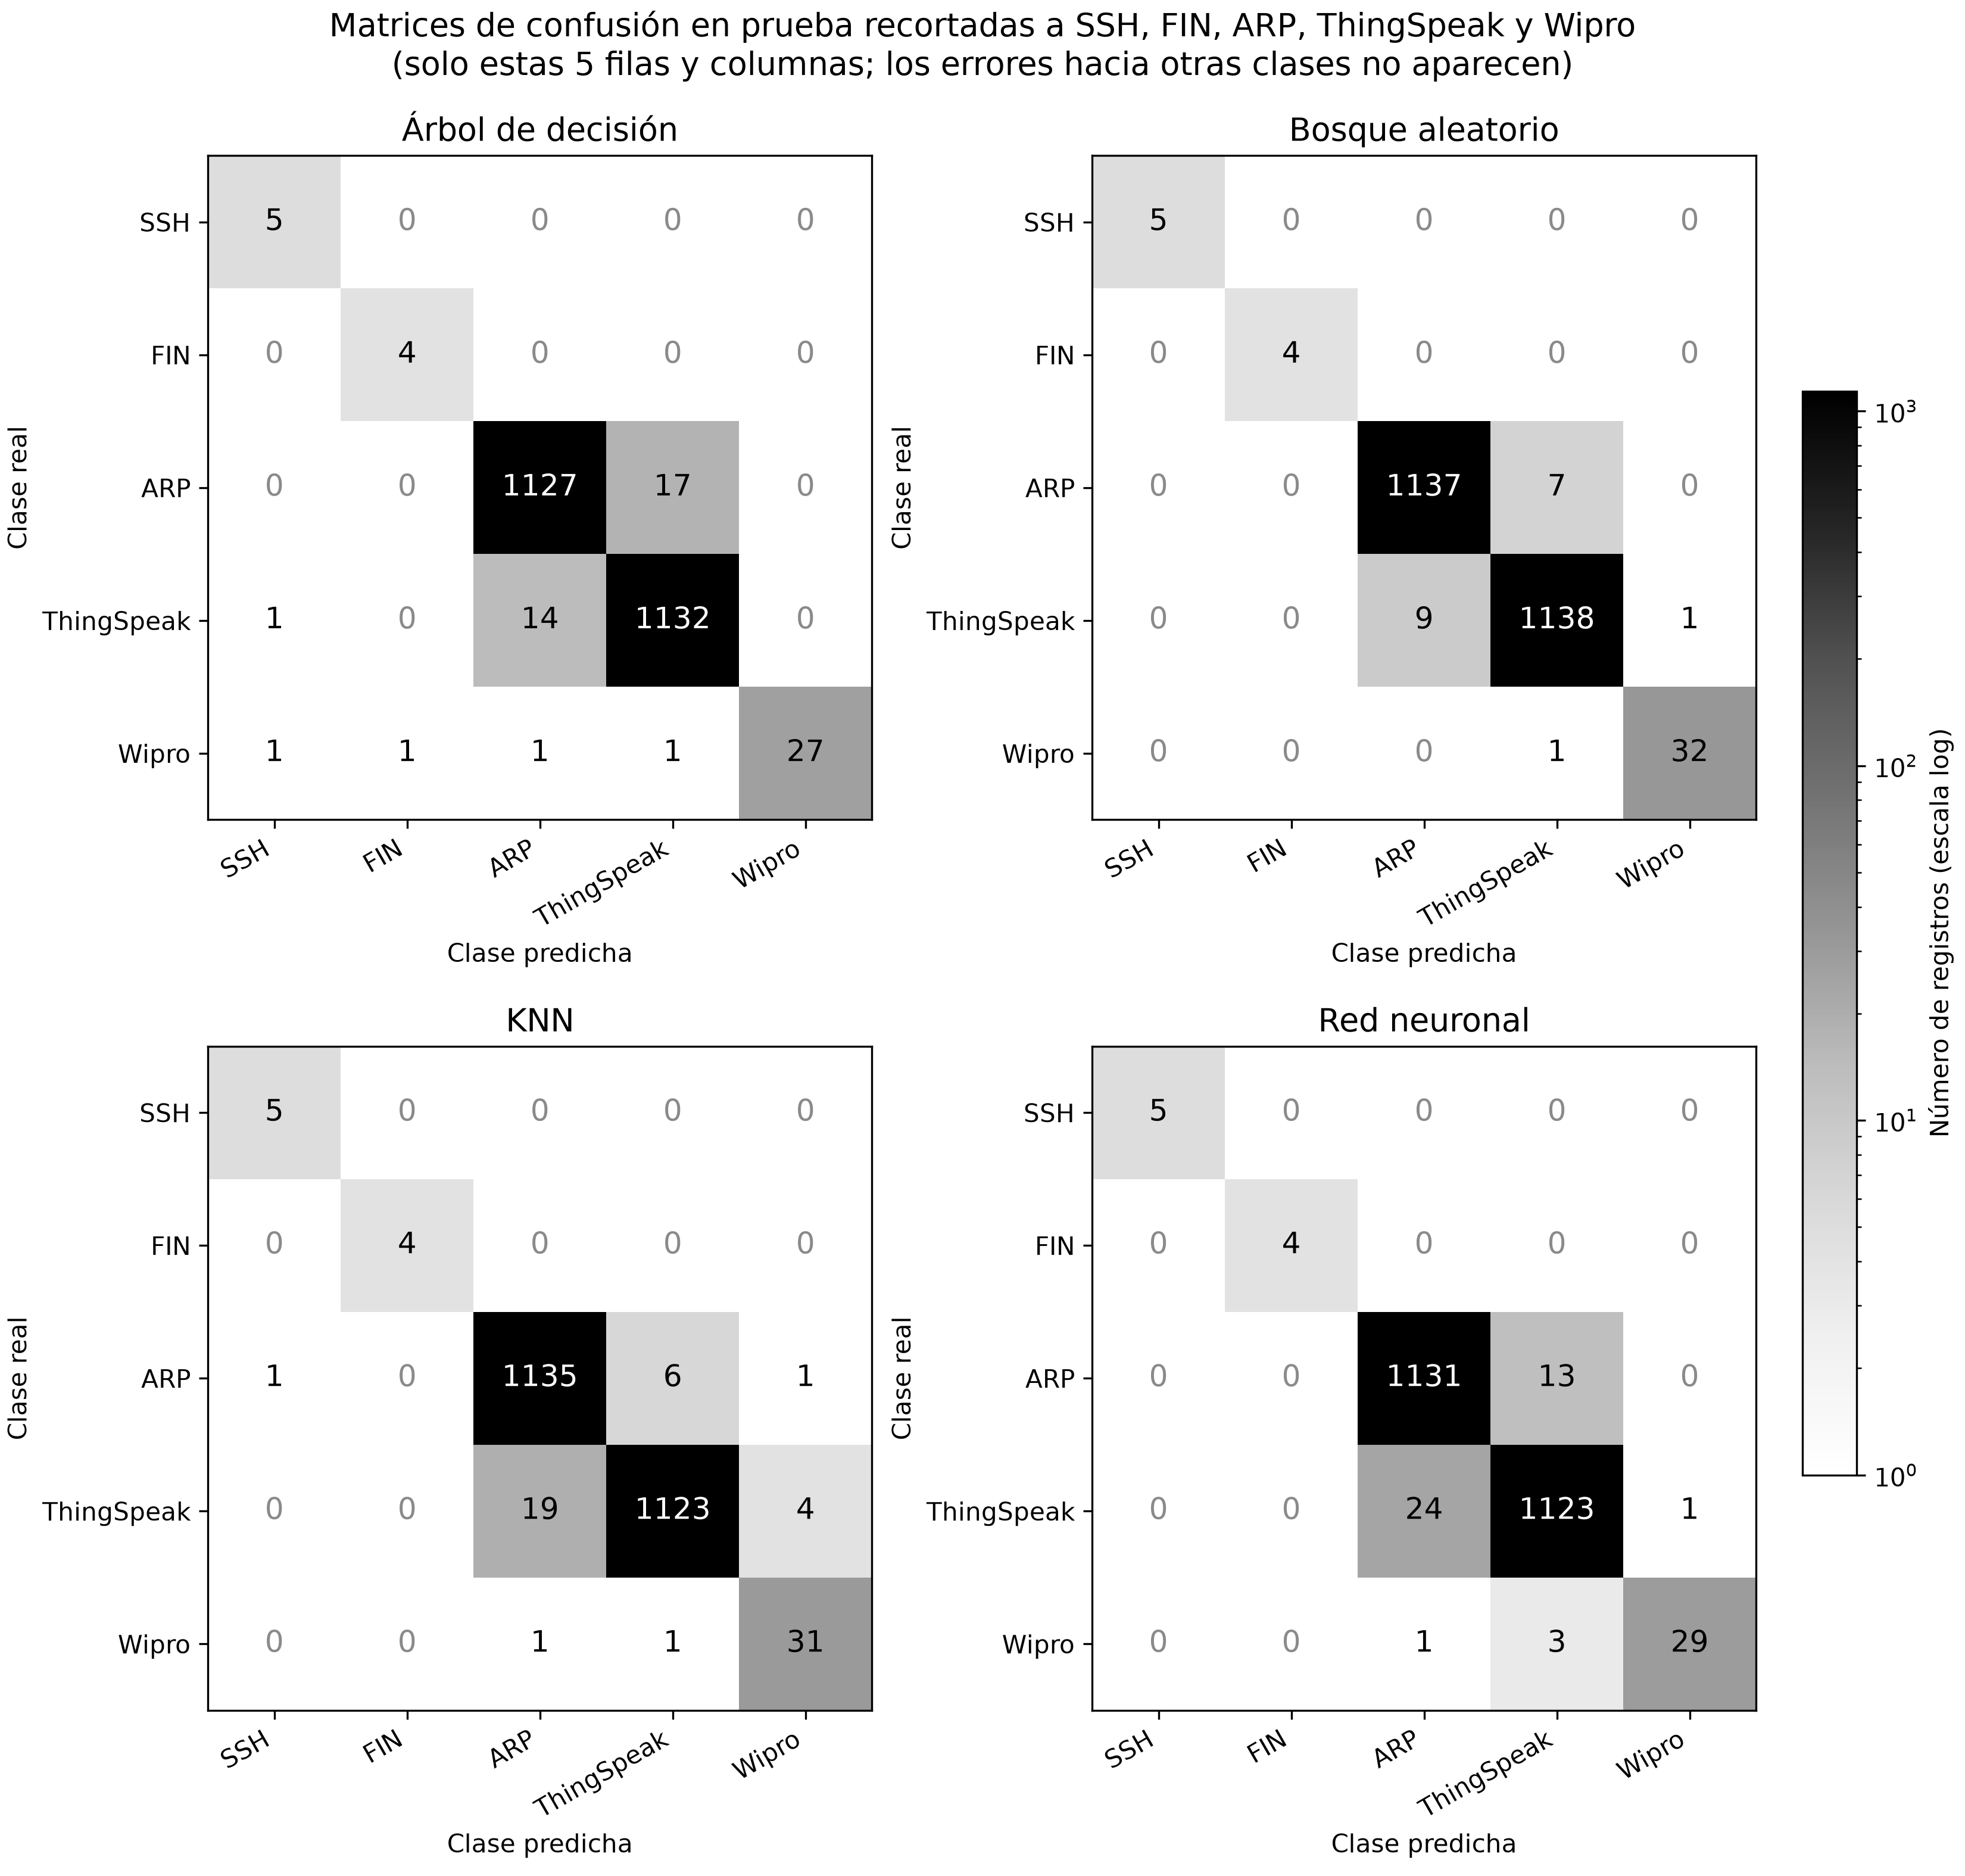 Matrices de confusión en prueba recortadas a SSH, FIN, ARP, ThingSpeak y Wipro
(solo estas 5 filas y columnas; los errores hacia otras clases no aparecen)
Árbol de decisión
Clase real
SSH 5 0 0 0 0
FIN 0 4 0 0 0
ARP 0 0 1127 17 0
ThingSpeak 1 0 14 1132 0
Wipro 1 1 1 1 27
SSH FIN ARP ThingSpeak Wipro
Clase predicha
Bosque aleatorio
Clase real
SSH 5 0 0 0 0
FIN 0 4 0 0 0
ARP 0 0 1137 7 0
ThingSpeak 0 0 9 1138 1
Wipro 0 0 0 1 32
SSH FIN ARP ThingSpeak Wipro
Clase predicha
KNN
Clase real
SSH 5 0 0 0 0
FIN 0 4 0 0 0
ARP 1 0 1135 6 1
ThingSpeak 0 0 19 1123 4
Wipro 0 0 1 1 31
SSH FIN ARP ThingSpeak Wipro
Clase predicha
Red neuronal
Clase real
SSH 5 0 0 0 0
FIN 0 4 0 0 0
ARP 0 0 1131 13 0
ThingSpeak 0 0 24 1123 1
Wipro 0 0 1 3 29
SSH FIN ARP ThingSpeak Wipro
Clase predicha
10³
10²
10¹
10⁰
Número de registros (escala log)